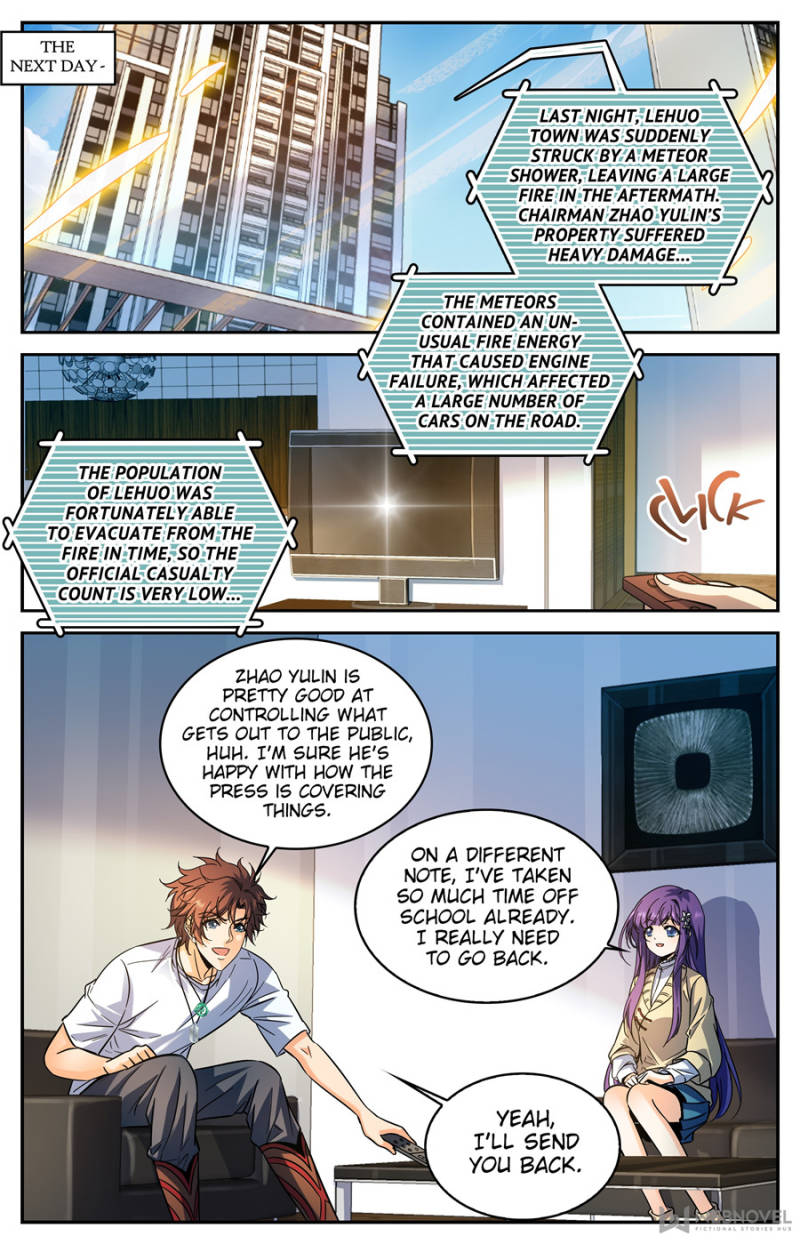 THE
NEXT DAY-
LAST NIGHT, LEHUO
TOWN WAS SUDDENLY
STRUCK BY A METEOR
SHOWER, LEAVING A LARGE
FIRE IN THE AFTERMATH.
CHAIRMAN ZHAO YULIN'S
PROPERTY SUFFERED
HEAVY DAMAGE...
THE METEORS
CONTAINED AN UN-
USUAL FIRE ENERGY
THAT CAUSED ENGINE
FAILURE, WHICH AFFECTED
A LARGE NUMBER OF
CARS ON THE ROAD.
THE POPULATION
OF LEHUO WAS
FORTUNATELY ABLE
TO EVACUATE FROM THE
FIRE IN TIME, SO THE
OFFICIAL CASUALTY
COUNT IS VERY LOW...
CLICK
ZHAO YULIN IS
PRETTY GOOD AT
CONTROLLING WHAT
GETS OUT TO THE PUBLIC,
HUH. I'M SURE HE'S
HAPPY WITH HOW THE
PRESS IS COVERING
THINGS.
ON A DIFFERENT
NOTE, I'VE TAKEN
SO MUCH TIME OFF
SCHOOL ALREADY.
I REALLY NEED
TO GO BACK.
YEAH,
I'LL SEND
YOU BACK.
WEBNOVEL
FICTIONAL STORIES HUB